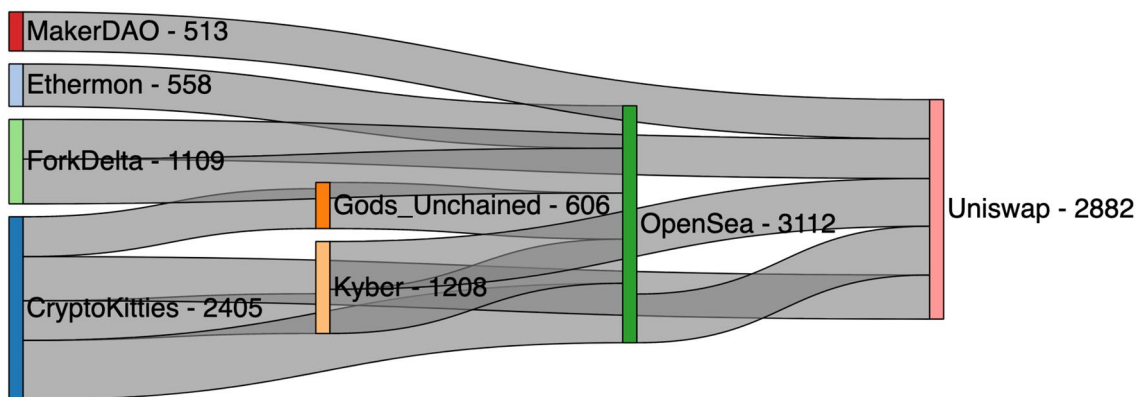 MakerDAO - 513
Ethermon - 558
ForkDelta - 1109
Gods_Unchained - 606
OpenSea - 3112
Uniswap - 2882
Kyber - 1208
CryptoKitties - 2405